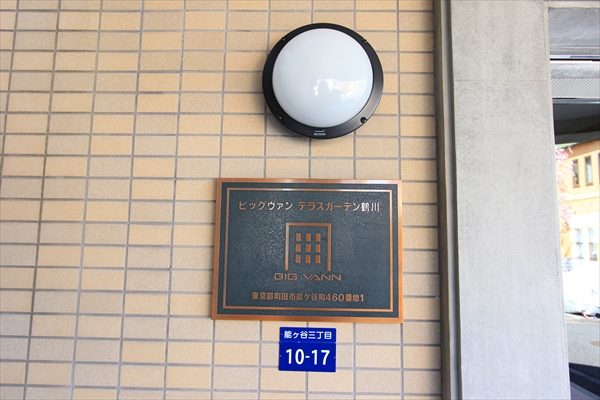 ビッグヴァン テラスガーデン鶴川
BIG VANN
東京都町田市能ケ谷町460番地1
能ヶ谷三丁目
10-17